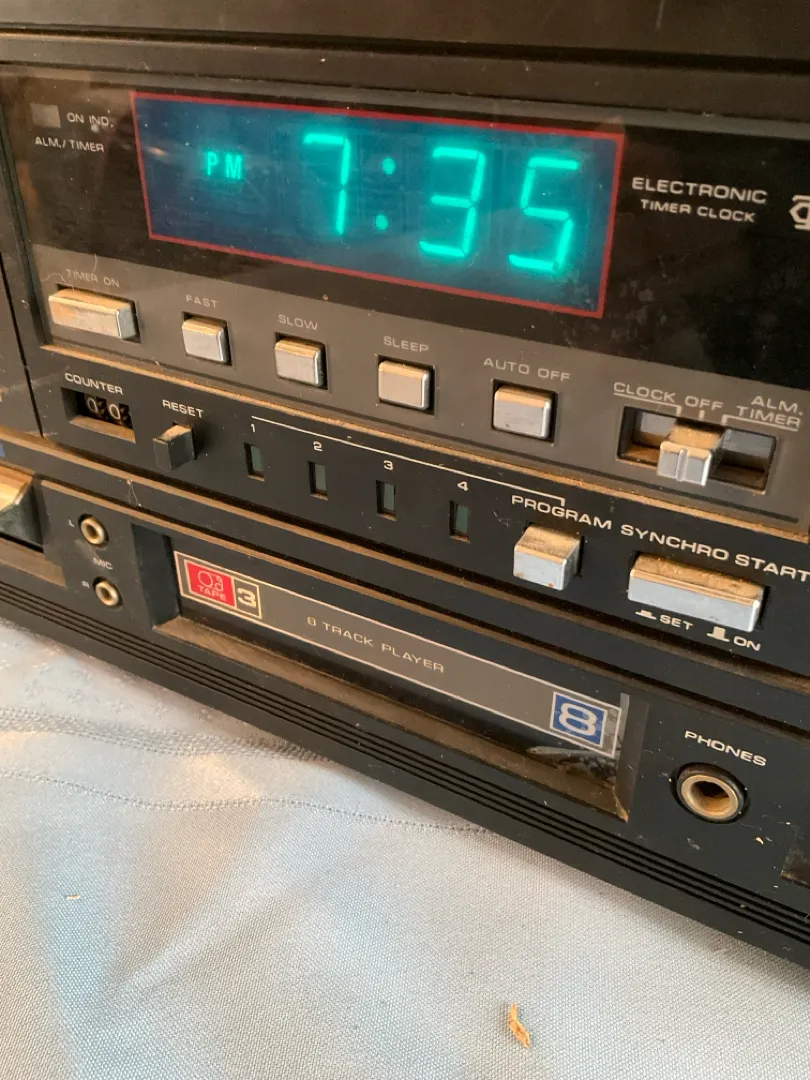 ON IND.
ALM./TIMER
PM 7:35
ELECTRONIC
TIMER CLOCK
TIMER ON
FAST
SLOW
SLEEP
AUTO OFF
CLOCK OFF ALM.
TIMER
COUNTER
RESET
1 2 3 4
PROGRAM
SYNCHRO START
SET
ON
L
MIC
R
TAPE
3
8 TRACK PLAYER
8
PHONES